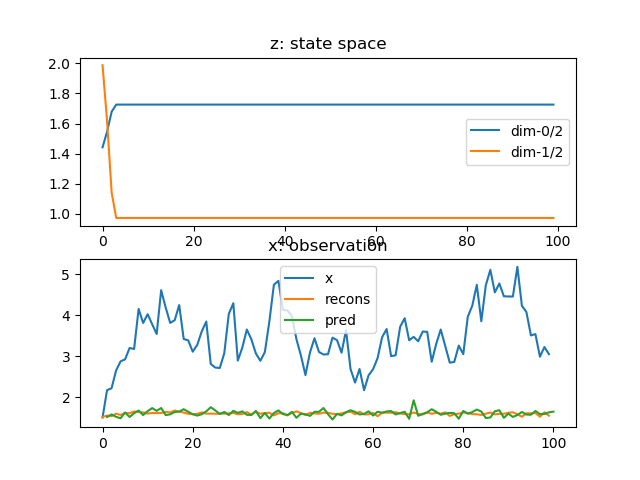 z: state space
2.0
1.8
1.6
1.4
1.2
1.0
dim-0/2
dim-1/2
0 20 40 60 80 100
x: observation
5
4
3
2
x
recons
pred
0 20 40 60 80 100